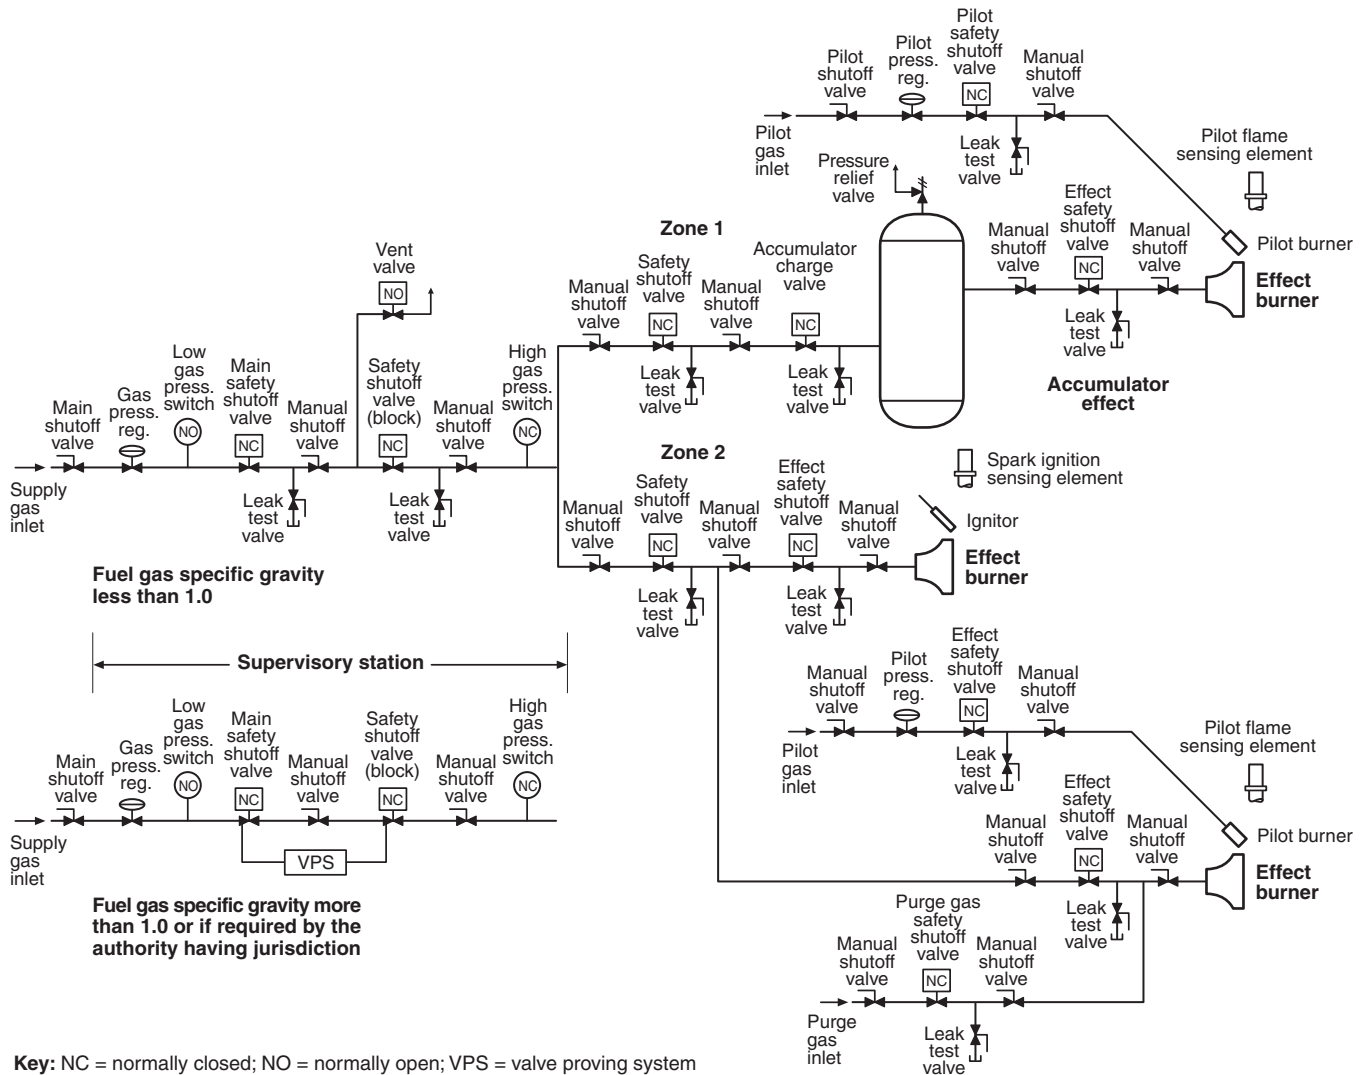 Pilot
safety
shutoff
valve
NC
Pilot
press.
reg.
Pilot
shutoff
valve
Manual
shutoff
valve
Pilot
gas
inlet
Leak
test
valve
Pilot flame
sensing element
Pressure
relief
valve
Zone 1
Vent
valve
NO
Manual
shutoff
valve
Safety
shutoff
valve
NC
Manual
shutoff
valve
Accumulator
charge
valve
NC
Leak
test
valve
Leak
test
valve
Manual
shutoff
valve
Effect
safety
shutoff
valve
NC
Manual
shutoff
valve
Pilot burner
Effect
burner
Leak
test
valve
Accumulator
effect
Main
shutoff
valve
Gas
press.
reg.
Low
gas
press.
switch
NO
Main
safety
shutoff
valve
NC
Manual
shutoff
valve
Safety
shutoff
valve
(block)
NC
Manual
shutoff
valve
High
gas
press.
switch
NC
Supply
gas
inlet
Leak
test
valve
Leak
test
valve
Fuel gas specific gravity
less than 1.0
Zone 2
Manual
shutoff
valve
Safety
shutoff
valve
NC
Manual
shutoff
valve
Effect
safety
shutoff
valve
NC
Manual
shutoff
valve
Spark ignition
sensing element
Ignitor
Effect
burner
Leak
test
valve
Leak
test
valve
Supervisory station
Main
shutoff
valve
Gas
press.
reg.
Low
gas
press.
switch
NO
Main
safety
shutoff
valve
NC
Manual
shutoff
valve
Safety
shutoff
valve
(block)
NC
Manual
shutoff
valve
High
gas
press.
switch
NC
Supply
gas
inlet
VPS
Fuel gas specific gravity more
than 1.0 or if required by the
authority having jurisdiction
Manual
shutoff
valve
Pilot
press.
reg.
Effect
safety
shutoff
valve
NC
Manual
shutoff
valve
Pilot
gas
inlet
Leak
test
valve
Pilot flame
sensing element
Manual
shutoff
valve
Effect
safety
shutoff
valve
NC
Manual
shutoff
valve
Pilot burner
Effect
burner
Leak
test
valve
Manual
shutoff
valve
Purge gas
safety
shutoff
valve
NC
Manual
shutoff
valve
Purge
gas
inlet
Leak
test
valve
Key: NC = normally closed; NO = normally open; VPS = valve proving system